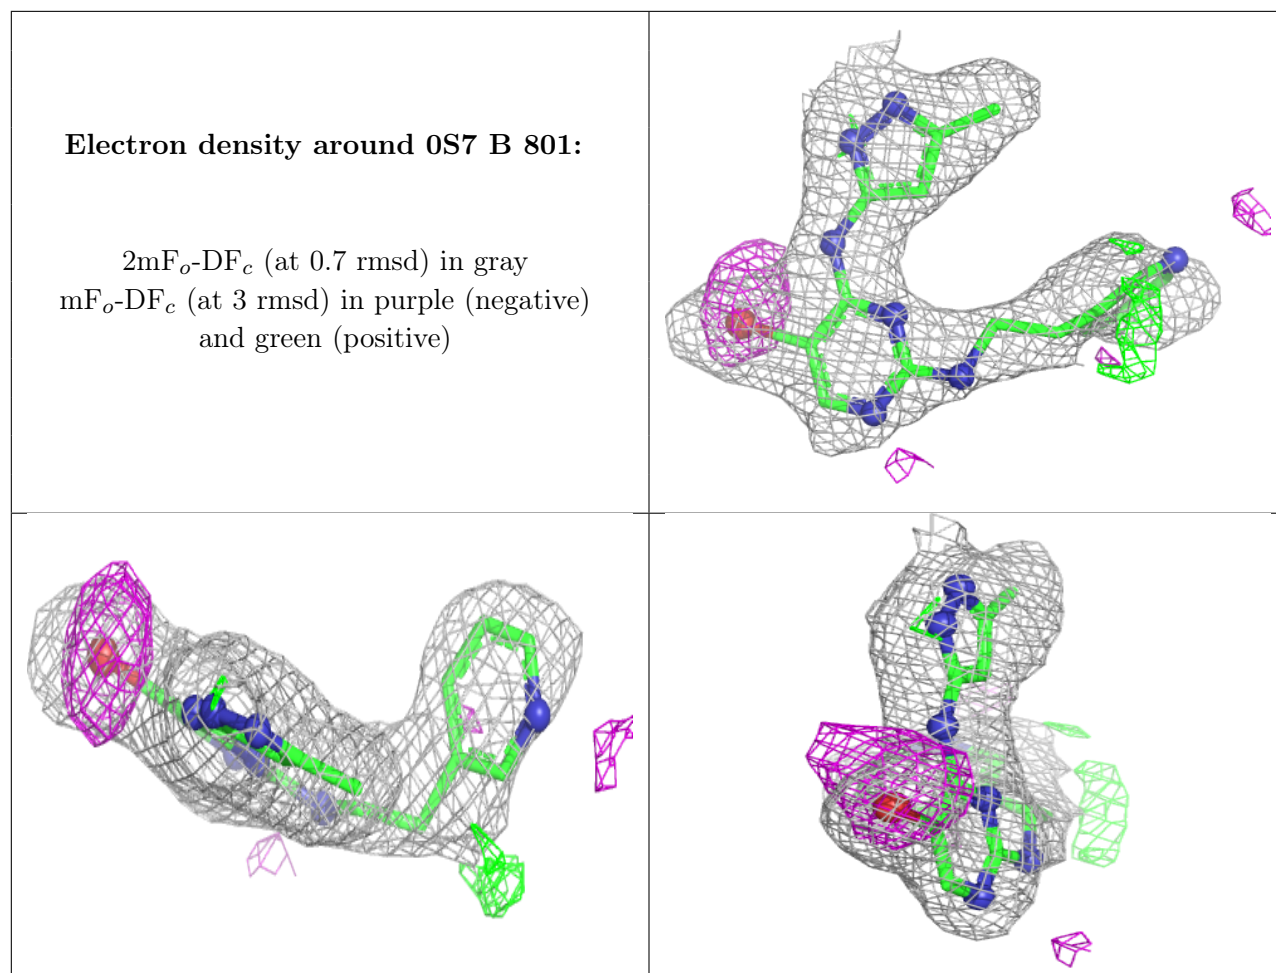 Electron density around 0S7 B 801:
2mFo-DFc (at 0.7 rmsd) in gray
mFo-DFc (at 3 rmsd) in purple (negative)
and green (positive)